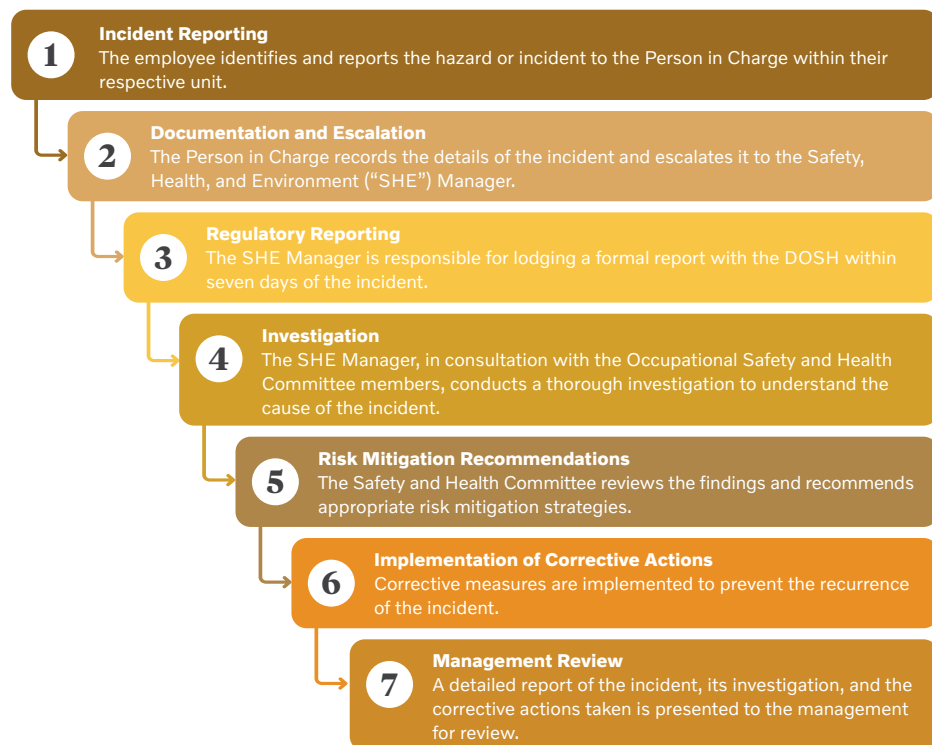 1
Incident Reporting
The employee identifies and reports the hazard or incident to the Person in Charge within their
respective unit.
2
Documentation and Escalation
The Person in Charge records the details of the incident and escalates it to the Safety,
Health, and Environment (“SHE”) Manager.
3
Regulatory Reporting
The SHE Manager is responsible for lodging a formal report with the DOSH within
seven days of the incident.
4
Investigation
The SHE Manager, in consultation with the Occupational Safety and Health
Committee members, conducts a thorough investigation to understand the
cause of the incident.
5
Risk Mitigation Recommendations
The Safety and Health Committee reviews the findings and recommends
appropriate risk mitigation strategies.
6
Implementation of Corrective Actions
Corrective measures are implemented to prevent the recurrence
of the incident.
7
Management Review
A detailed report of the incident, its investigation, and the
corrective actions taken is presented to the management
for review.